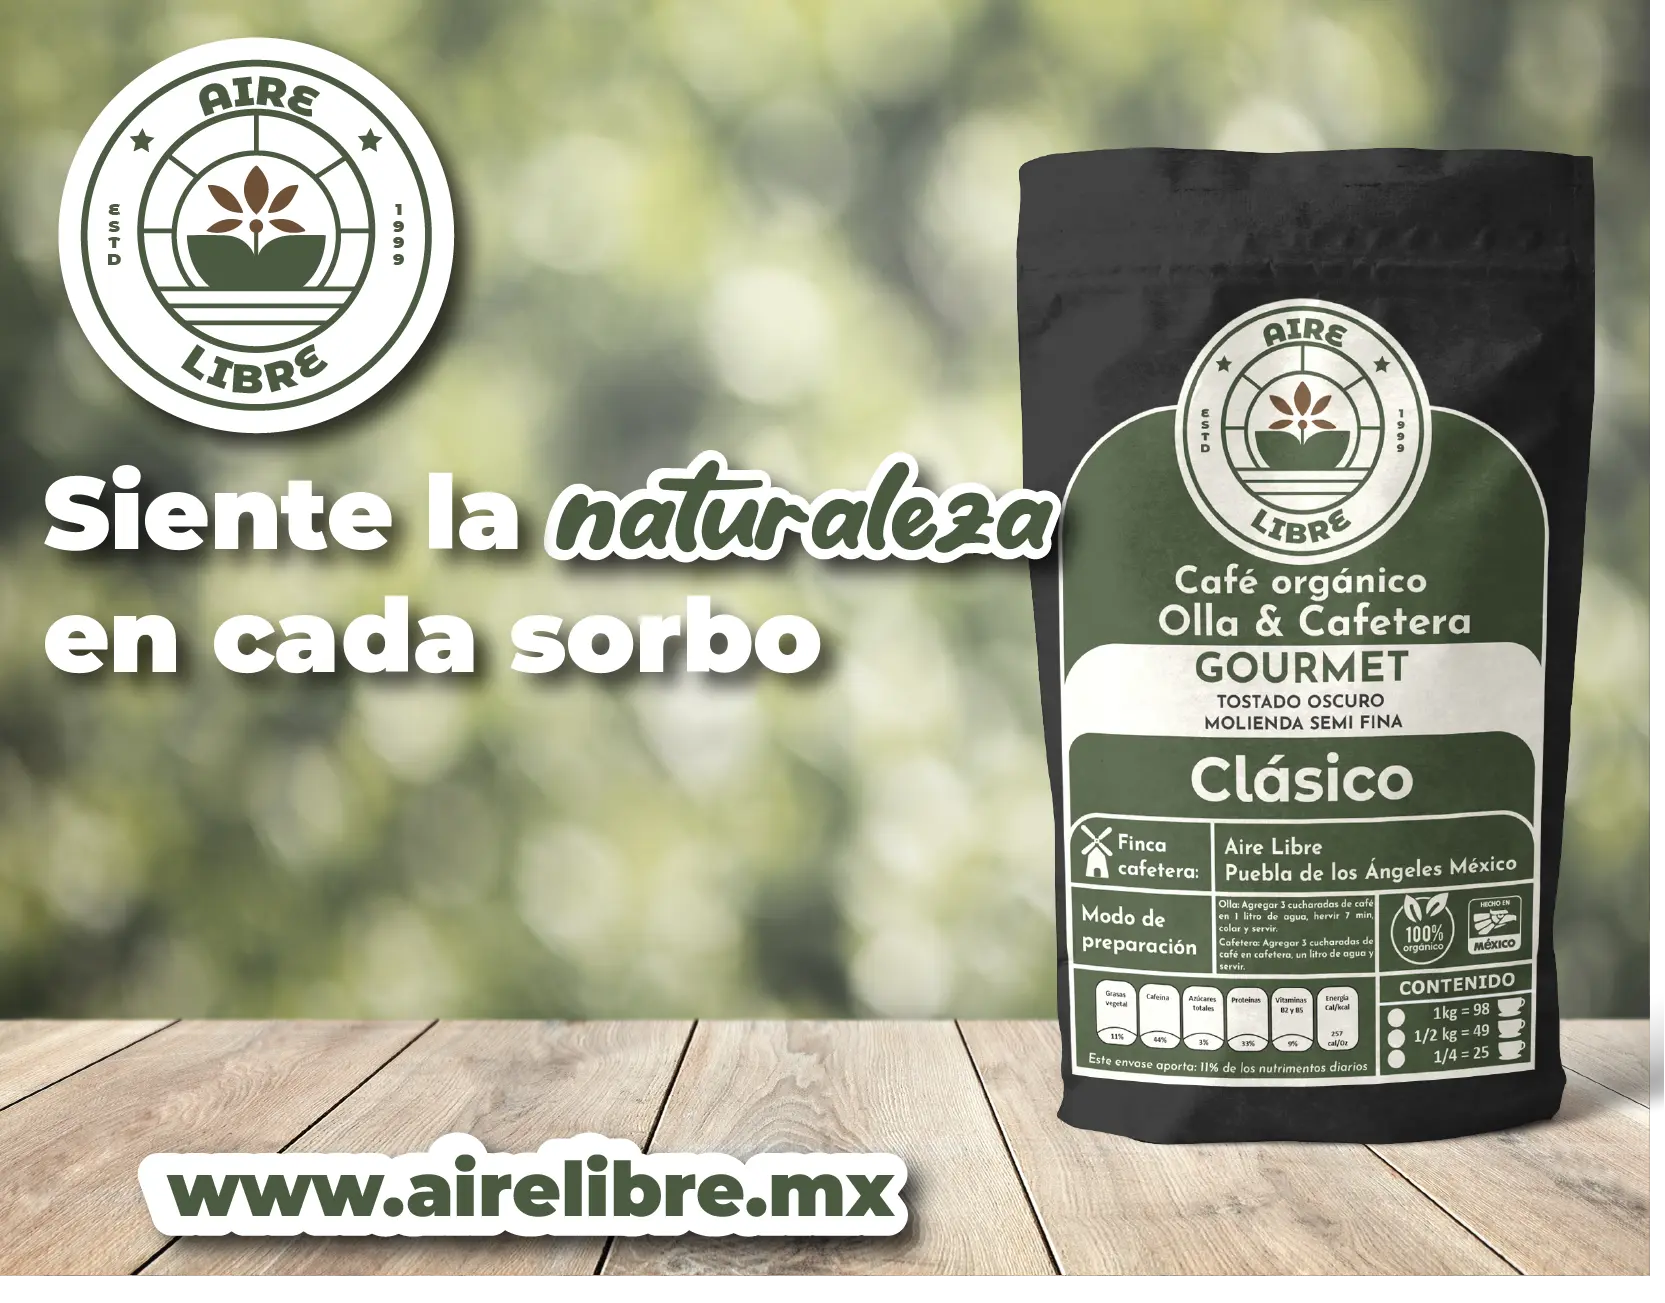 AIRE
ESTD
1999
LIBRE
Siente la naturaleza
en cada sorbo
www.airelibre.mx
AIRE
ESTD
1999
LIBRE
Café orgánico
Olla & Cafetera
GOURMET
TOSTADO OSCURO
MOLIENDA SEMI FINA
Clásico
Finca
cafetera:
Aire Libre
Puebla de los Ángeles México
Modo de
preparación
Olla: Agregar 3 cucharadas de café
en 1 litro de agua, hervir 7 min,
colar y servir.
Cafetera: Agregar 3 cucharadas de
café en cafetera, un litro de agua y
servir.
100%
orgánico
HECHO EN
MÉXICO
Grasas
vegetal
11%
Cafeína
44%
Azúcares
totales
3%
Proteínas
33%
Vitaminas
B2 y B5
9%
Energía
Cal/kcal
257
cal/Oz
Este envase aporta: 11% de los nutrimentos diarios
CONTENIDO
1kg = 98
1/2 kg = 49
1/4 = 25